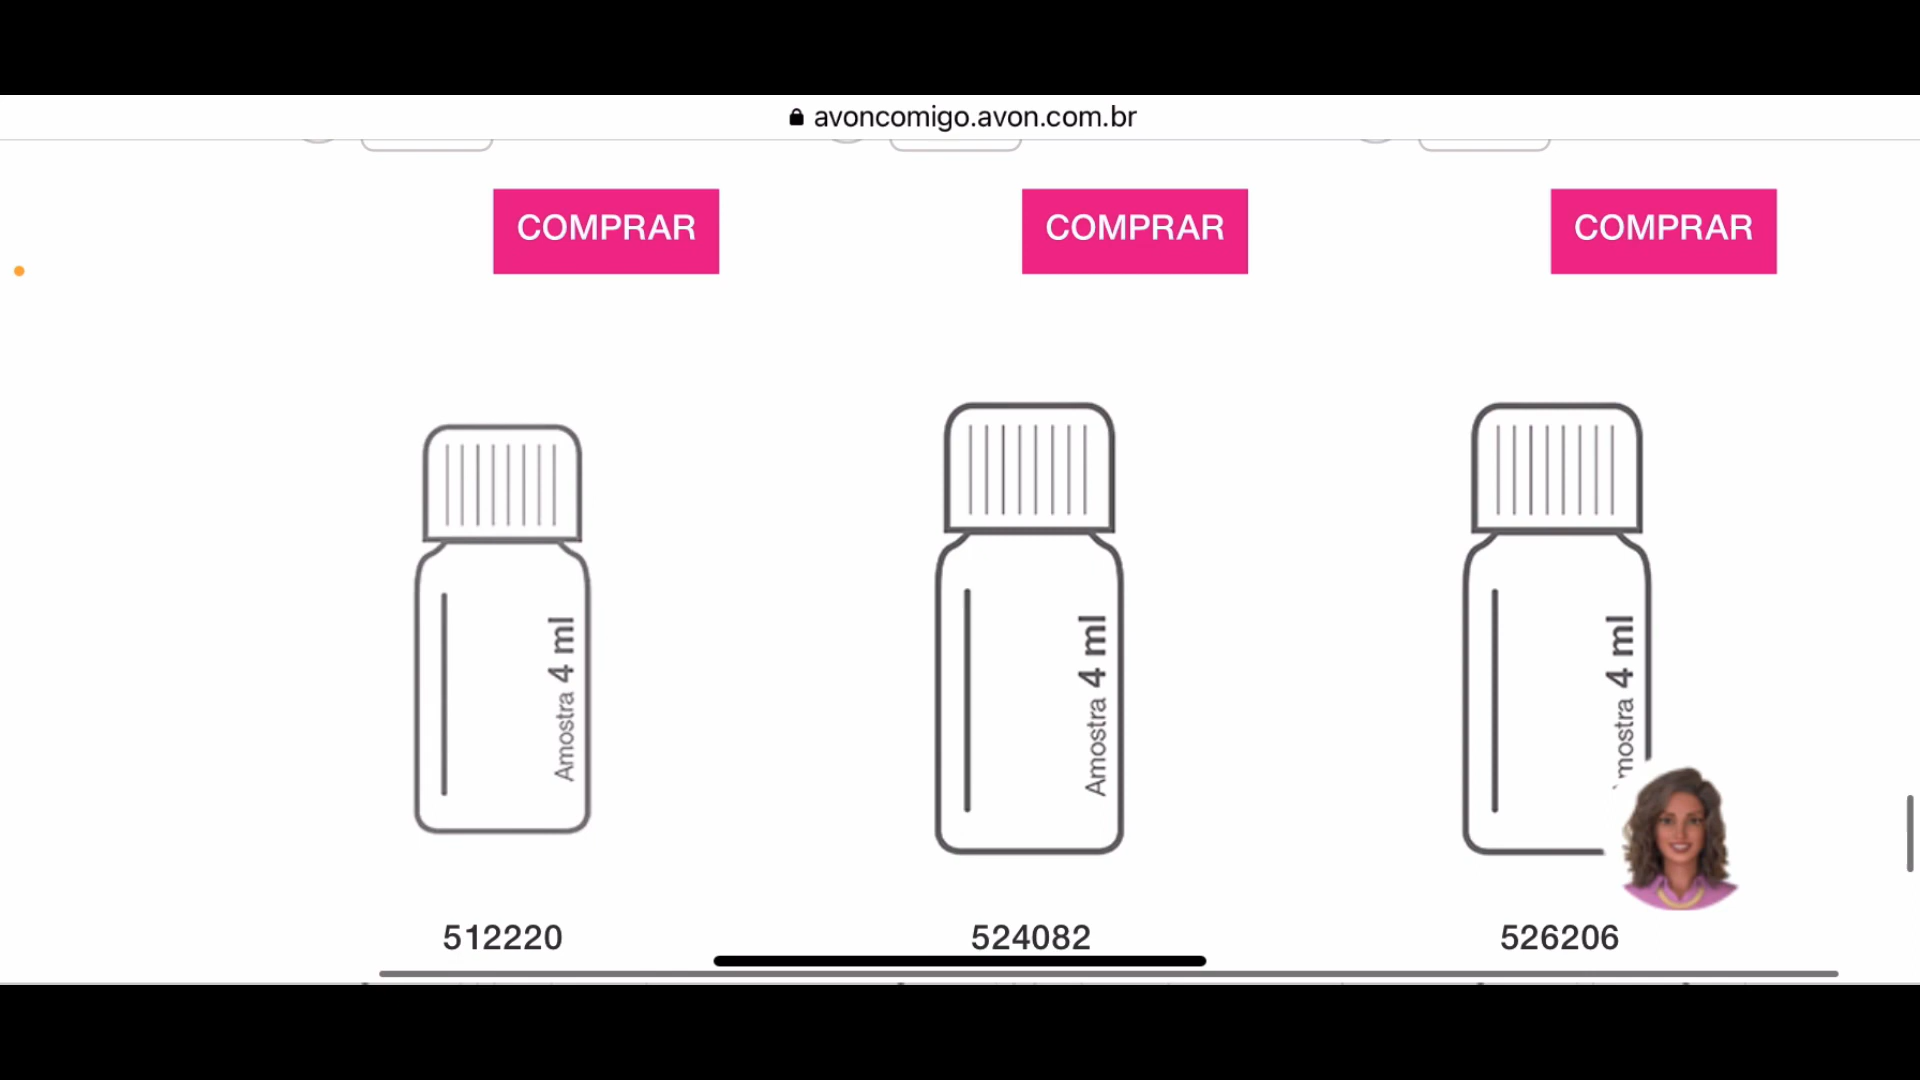 avoncomigo.avon.com.br
COMPRAR
COMPRAR
COMPRAR
Amostra 4 ml
Amostra 4 ml
mostra 4 ml
512220
524082
526206